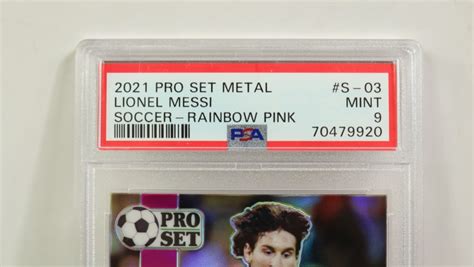 2021 PRO SET METAL #S-03
LIONEL MESSI MINT
SOCCER - RAINBOW PINK 9
PSA 70479920
PRO
SET